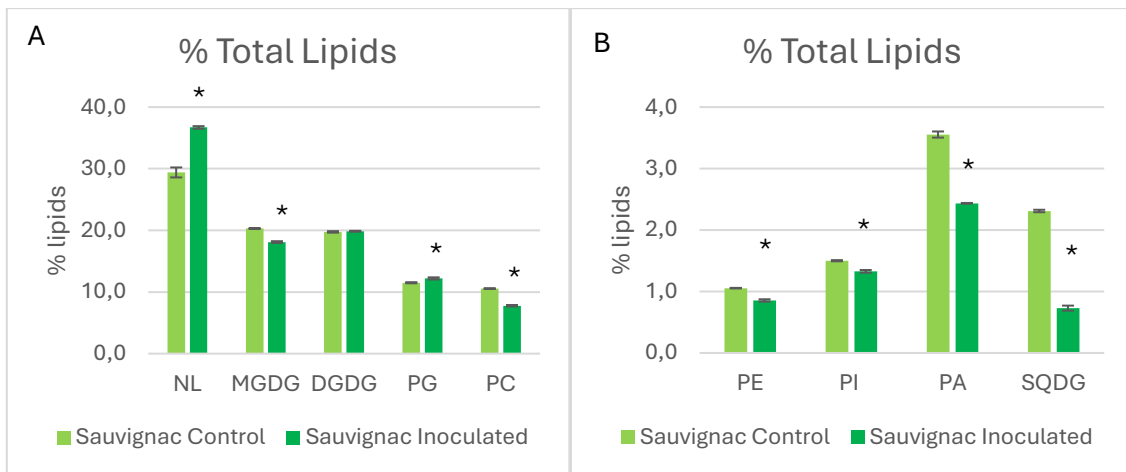 A
% Total Lipids
% lipids
40,0
30,0
20,0
10,0
0,0
*
*
*
*
NL MGDG DGDG PG PC
Sauvignac Control Sauvignac Inoculated
B
% Total Lipids
% lipids
4,0
3,0
2,0
1,0
0,0
*
*
*
*
PE PI PA SQDG
Sauvignac Control Sauvignac Inoculated